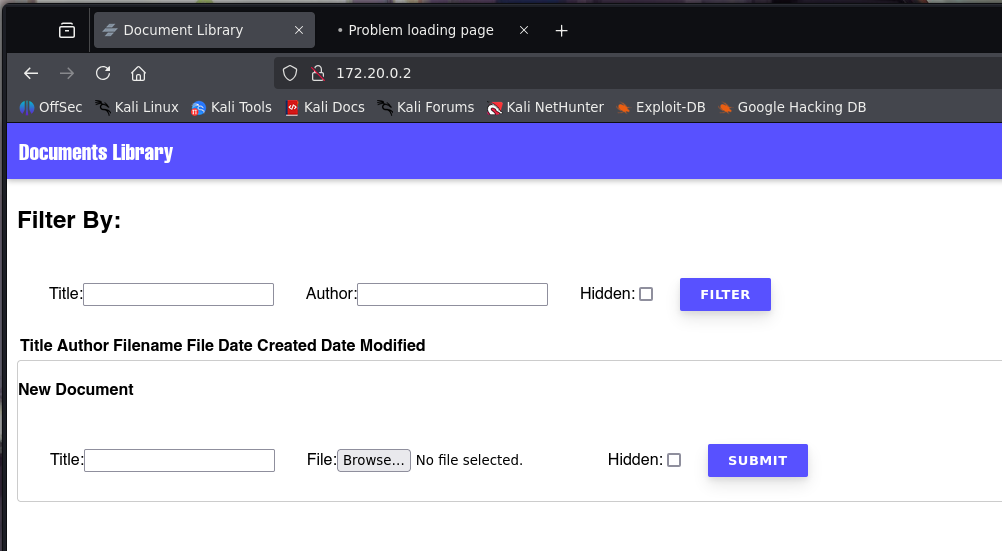 Document Library
Problem loading page
172.20.0.2
OffSec Kali Linux Kali Tools Kali Docs Kali Forums Kali NetHunter Exploit-DB Google Hacking DB
Documents Library
Filter By:
Title: Author: Hidden: FILTER
Title Author Filename File Date Created Date Modified
New Document
Title: File: Browse... No file selected. Hidden: SUBMIT